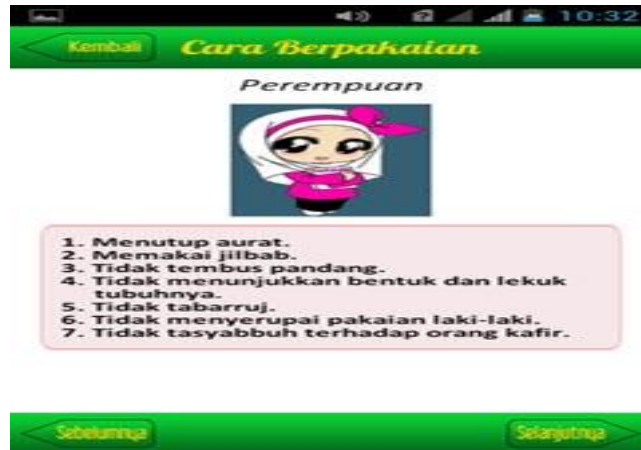 10:32
Kembali
Cara Berpakaian
Perempuan
1. Menutup aurat.
2. Memakai jilbab.
3. Tidak tembus pandang.
4. Tidak menunjukkan bentuk dan lekuk
tubuhnya.
5. Tidak tabarruj.
6. Tidak menyerupai pakaian laki-laki.
7. Tidak tasyabbuh terhadap orang kafir.
Sebelumnya
Selanjutnya